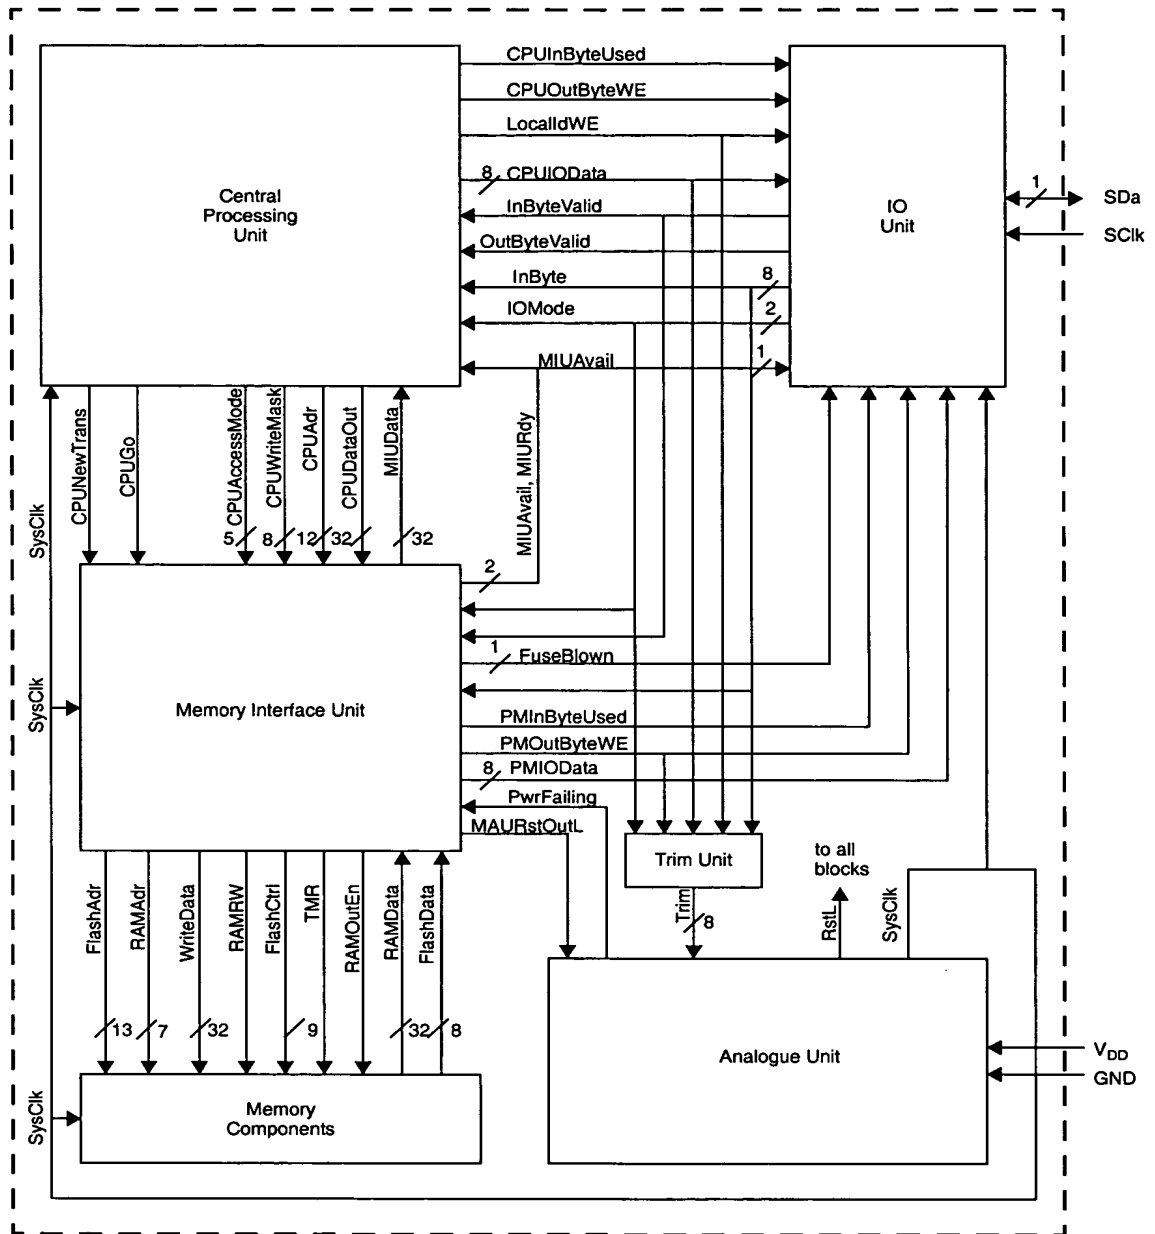 CPUInByteUsed
CPUOutByteWE
LocalIdWE
8 CPUIOData
InByteValid
OutByteValid
InByte 8
IOMode 2
MIUAvail 1
Central
Processing
Unit
IO
Unit
1
SDa
SClk
CPUNewTrans
CPUGo
CPUAccessMode
CPUWriteMask
CPUAdr
CPUDataOut
MIUData
MIUAvail, MIURdy
5 8 12 32 32
SysClk
2
1 FuseBlown
SysClk
Memory Interface Unit
PMInByteUsed
PMOutByteWE
8 PMIOData
PwrFailing
MAURstOutL
Trim Unit
to all
blocks
FlashAdr
RAMAdr
WriteData
RAMRW
FlashCtrl
TMR
RAMOutEn
RAMData
FlashData
Trim
8
RstL
SysClk
13 7 32 9 32 8
Analogue Unit
VDD
GND
SysClk
Memory
Components